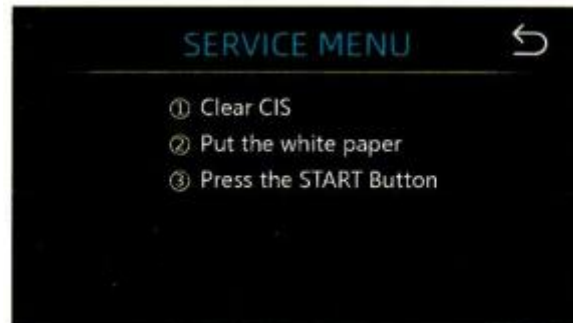 SERVICE MENU
① Clear CIS
② Put the white paper
③ Press the START Button